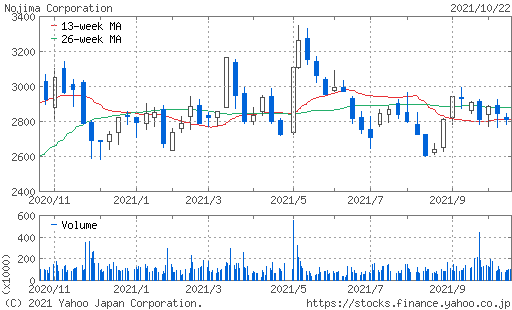 Nojima Corporation 2021/10/22
13-week MA
26-week MA
3400
3200
3000
2800
2600
2400
2020/11 2021/1 2021/3 2021/5 2021/7 2021/9
Volume
600
400
200
0
(x1000)
2020/11 2021/1 2021/3 2021/5 2021/7 2021/9
(C) 2021 Yahoo Japan Corporation. https://stocks.finance.yahoo.co.jp